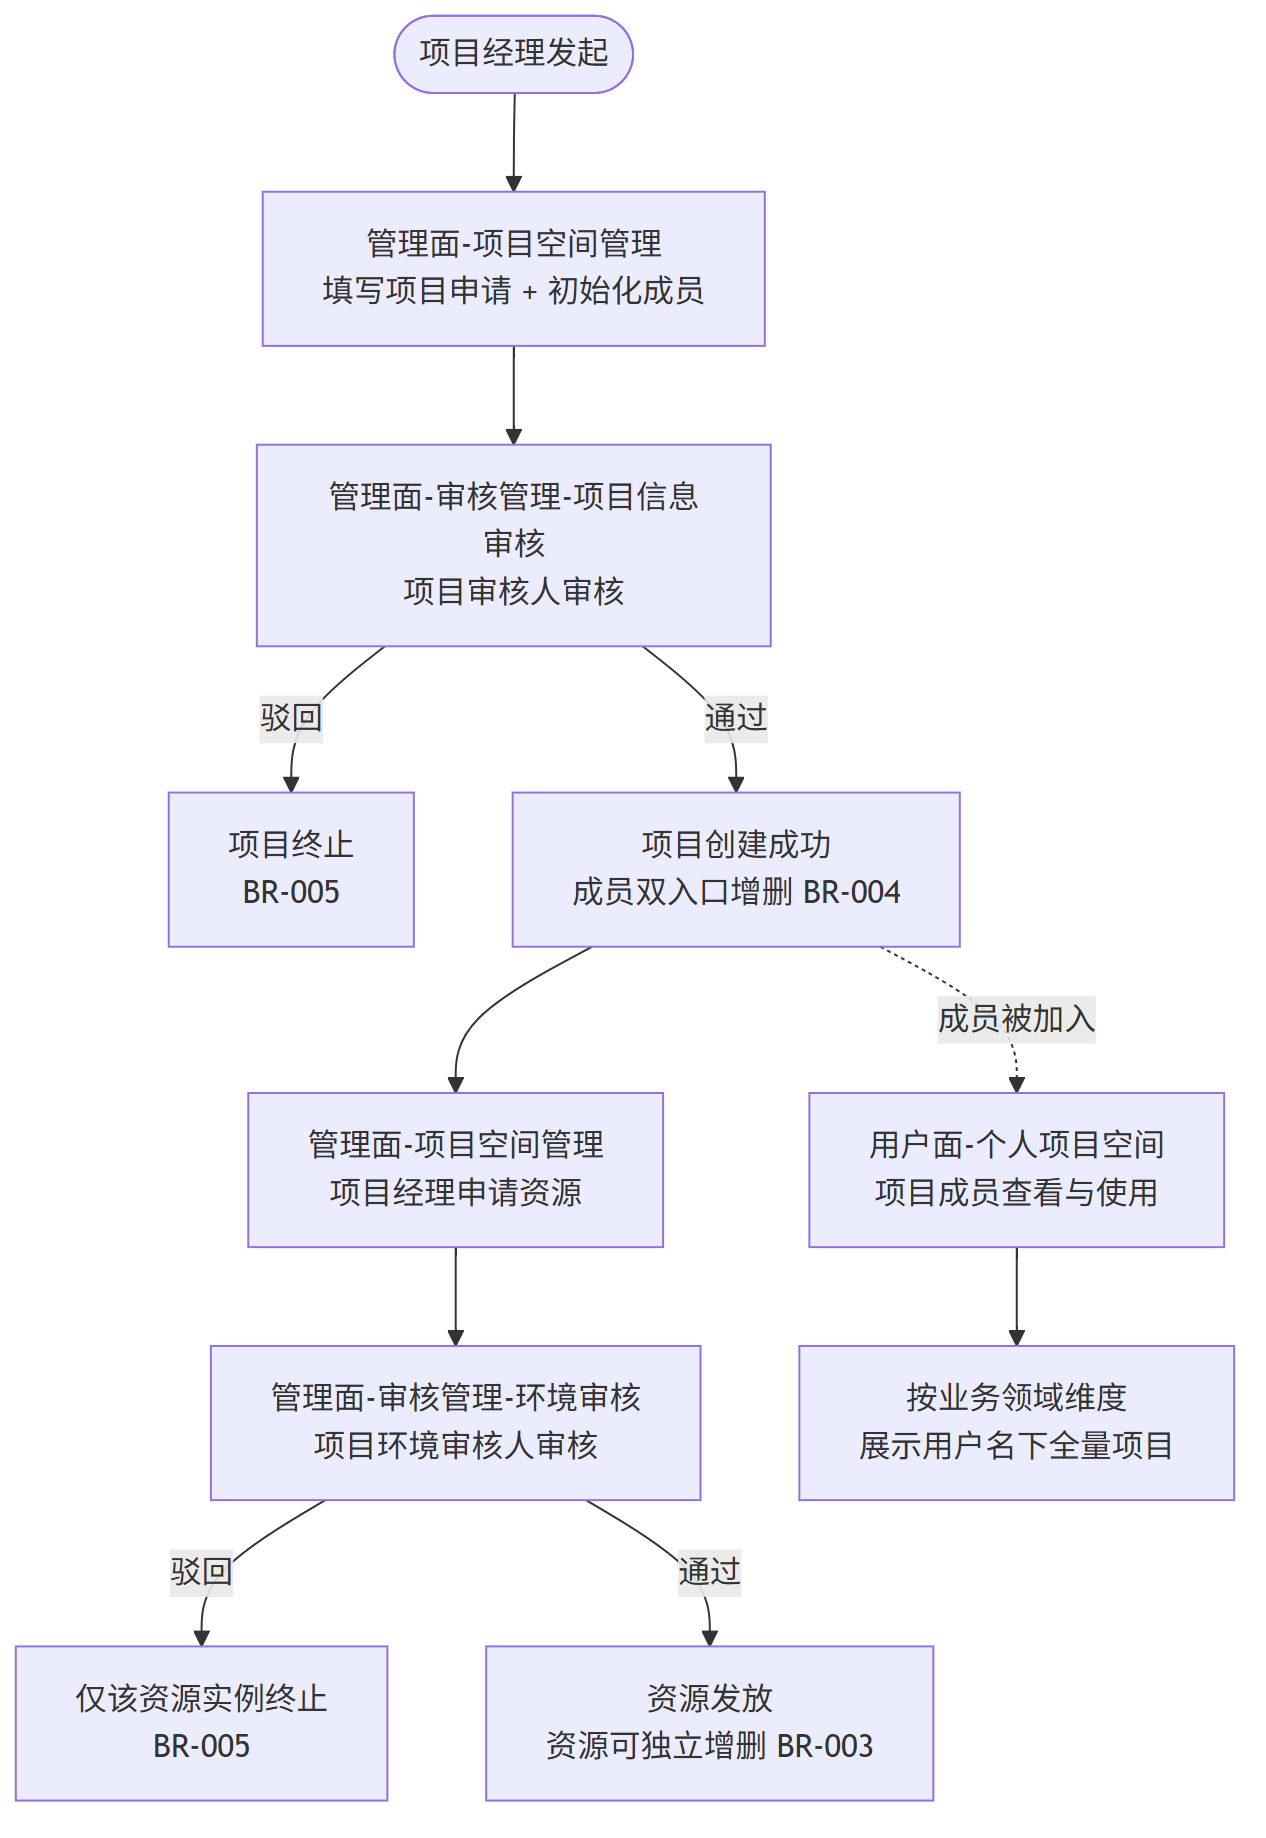 项目经理发起
管理面-项目空间管理
填写项目申请 + 初始化成员
管理面-审核管理-项目信息
审核
项目审核人审核
驳回
通过
项目终止
BR-005
项目创建成功
成员双入口增删 BR-004
成员被加入
管理面-项目空间管理
项目经理申请资源
用户面-个人项目空间
项目成员查看与使用
管理面-审核管理-环境审核
项目环境审核人审核
按业务领域维度
展示用户名下全量项目
驳回
通过
仅该资源实例终止
BR-005
资源发放
资源可独立增删 BR-003